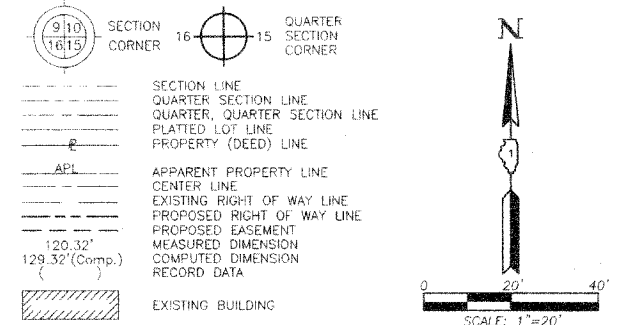 9 10
16 15
SECTION
CORNER
16
15
QUARTER
SECTION
CORNER
SECTION LINE
QUARTER SECTION LINE
QUARTER, QUARTER SECTION LINE
PLATTED LOT LINE
PROPERTY (DEED) LINE
APL APPARENT PROPERTY LINE
CENTER LINE
EXISTING RIGHT OF WAY LINE
PROPOSED RIGHT OF WAY LINE
PROPOSED EASEMENT
120.32' MEASURED DIMENSION
129.32'(Comp.) COMPUTED DIMENSION
( ) RECORD DATA
EXISTING BUILDING
N
1
0 20' 40'
SCALE: 1"=20'